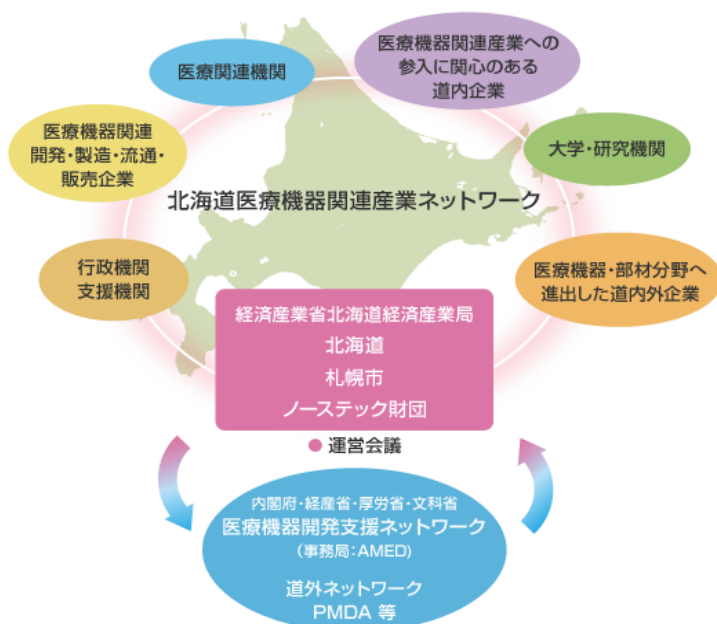 医療関連機関
医療機器関連産業への
参入に関心のある
道内企業
医療機器関連
開発・製造・流通・
販売企業
大学・研究機関
北海道医療機器関連産業ネットワーク
行政機関
支援機関
医療機器・部材分野へ
進出した道内外企業
経済産業省北海道経済産業局
北海道
札幌市
ノーステック財団
●運営会議
内閣府・経産省・厚労省・文科省
医療機器開発支援ネットワーク
(事務局:AMED)
道外ネットワーク
PMDA 等